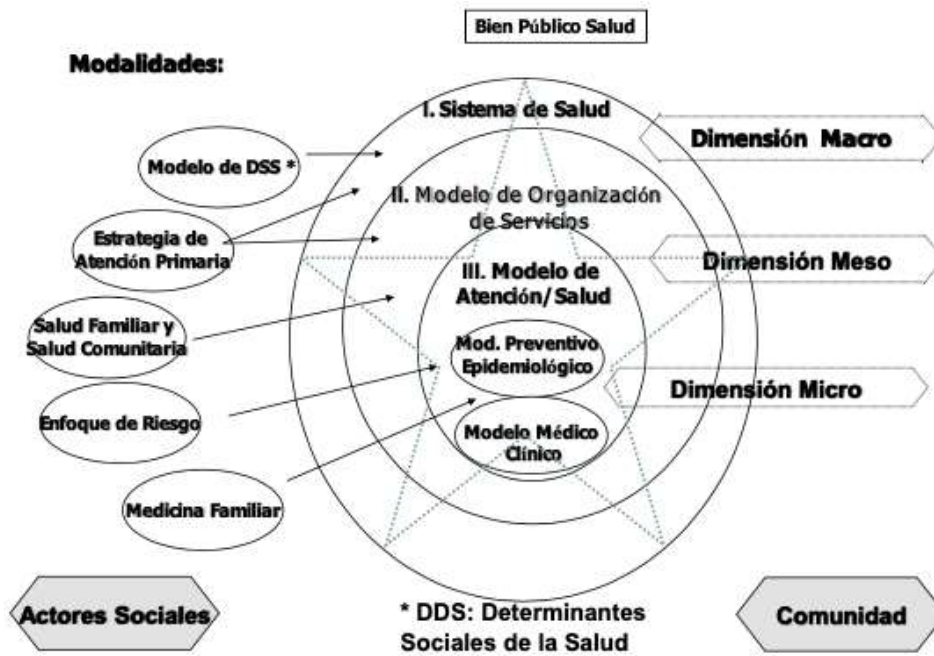 Bien Público Salud
Modalidades:
I. Sistema de Salud
Dimensión Macro
Modelo de DSS *
II. Modelo de Organización
de Servicios
Estrategia de
Atención Primaria
Dimensión Meso
III. Modelo de
Atención/Salud
Salud Familiar y
Salud Comunitaria
Mod. Preventivo
Epidemiológico
Dimensión Micro
Enfoque de Riesgo
Modelo Médico
Clínico
Medicina Familiar
Actores Sociales
* DDS: Determinantes
Sociales de la Salud
Comunidad